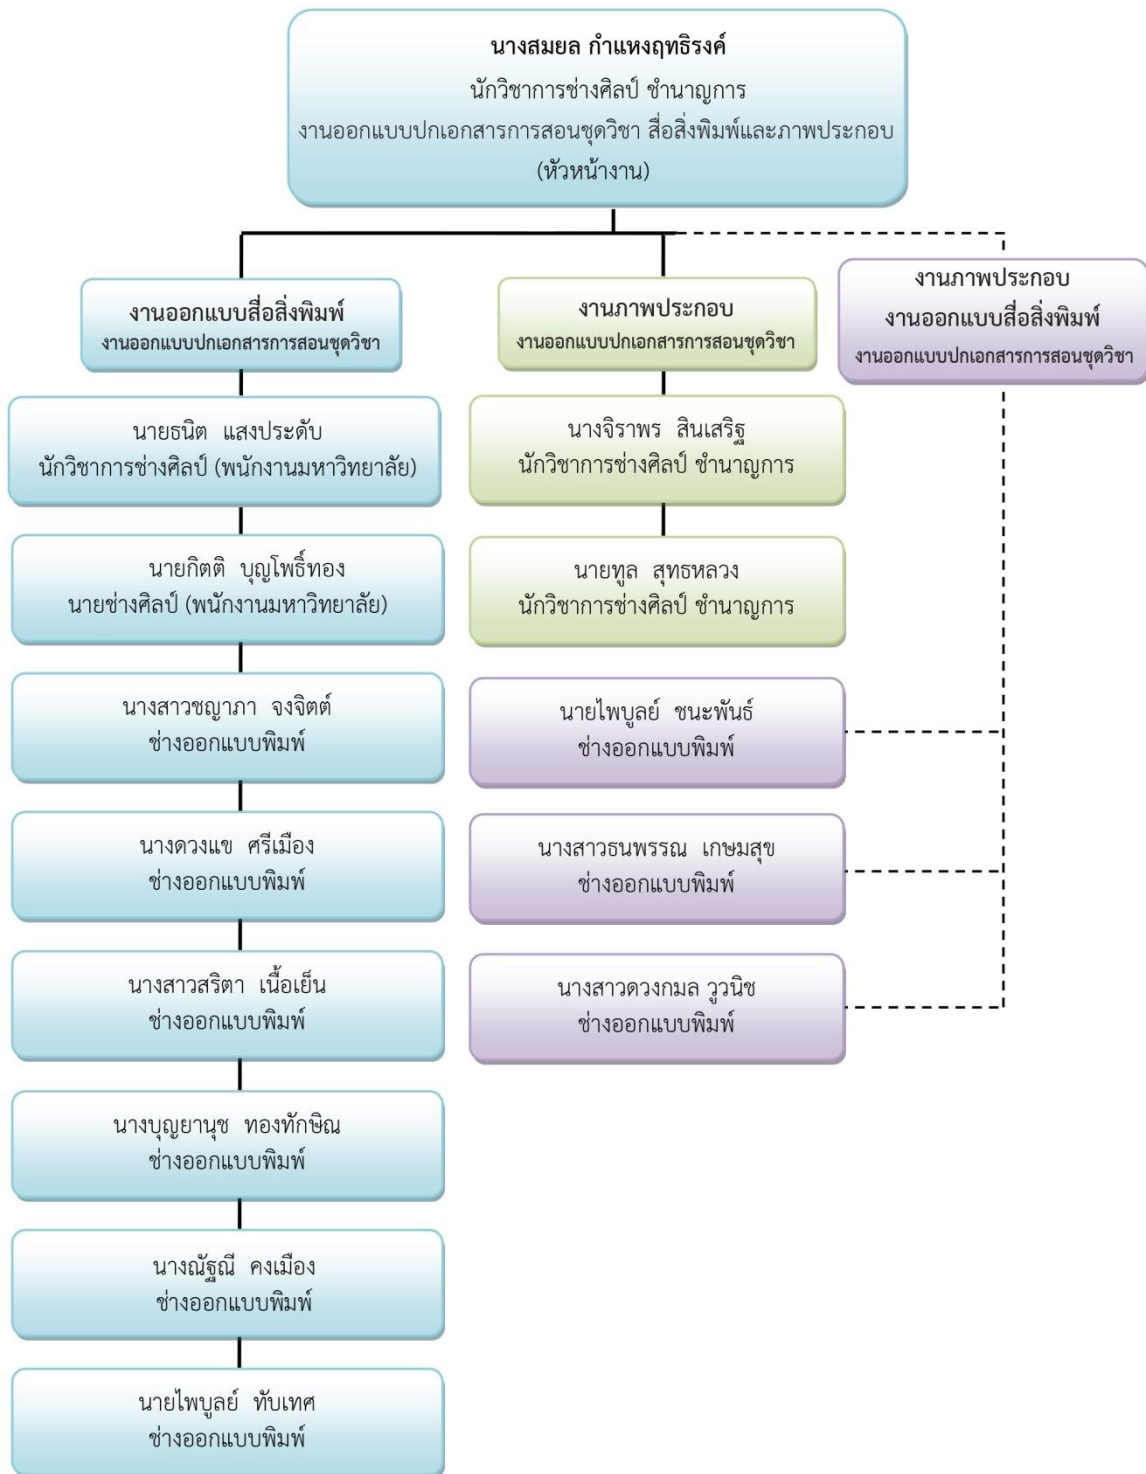 นางสมยล กำแหงฤทธิรงค์
นักวิชาการช่างศิลป์ ชำนาญการ
งานออกแบบปกเอกสารการสอนชุดวิชา สื่อสิ่งพิมพ์และภาพประกอบ
(หัวหน้างาน)
งานออกแบบสื่อสิ่งพิมพ์
งานออกแบบปกเอกสารการสอนชุดวิชา
นายธนิต แสงประดับ
นักวิชาการช่างศิลป์ (พนักงานมหาวิทยาลัย)
นายกิตติ บุญโพธิ์ทอง
นายช่างศิลป์ (พนักงานมหาวิทยาลัย)
นางสาวชญาภา จงจิตต์
ช่างออกแบบพิมพ์
นางดวงแข ศรีเมือง
ช่างออกแบบพิมพ์
นางสาวสริตา เนื้อเย็น
ช่างออกแบบพิมพ์
นางบุญยานุช ทองทักษิณ
ช่างออกแบบพิมพ์
นางณัฐณี คงเมือง
ช่างออกแบบพิมพ์
นายไพบูลย์ ทับเทศ
ช่างออกแบบพิมพ์
งานภาพประกอบ
งานออกแบบปกเอกสารการสอนชุดวิชา
นางจิราพร สินเสริฐ
นักวิชาการช่างศิลป์ ชำนาญการ
นายทูล สุทธหลวง
นักวิชาการช่างศิลป์ ชำนาญการ
งานภาพประกอบ
งานออกแบบสื่อสิ่งพิมพ์
งานออกแบบปกเอกสารการสอนชุดวิชา
นายไพบูลย์ ชนะพันธ์
ช่างออกแบบพิมพ์
นางสาวธนพรรณ เกษมสุข
ช่างออกแบบพิมพ์
นางสาวดวงกมล วูวนิช
ช่างออกแบบพิมพ์